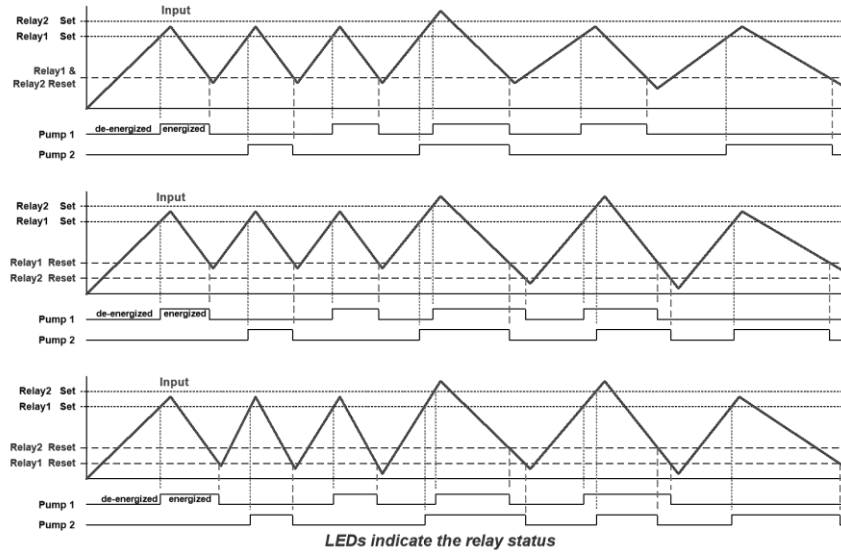 Input
Relay2 Set
Relay1 Set
Relay1 &
Relay2 Reset
de-energized energized
Pump 1
Pump 2
Input
Relay2 Set
Relay1 Set
Relay1 Reset
Relay2 Reset
de-energized energized
Pump 1
Pump 2
Input
Relay2 Set
Relay1 Set
Relay2 Reset
Relay1 Reset
de-energized energized
Pump 1
Pump 2
LEDs indicate the relay status